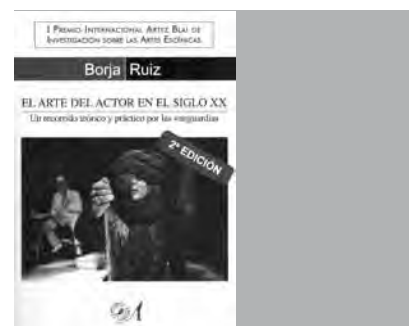 I PREMIO INTERNACIONAL ARTEZ BLAI DE
INVESTIGACIÓN SOBRE LAS ARTES ESCÉNICAS
Borja Ruiz
EL ARTE DEL ACTOR EN EL SIGLO XX
Un recorrido teórico y práctico por las vanguardias
2ª EDICIÓN